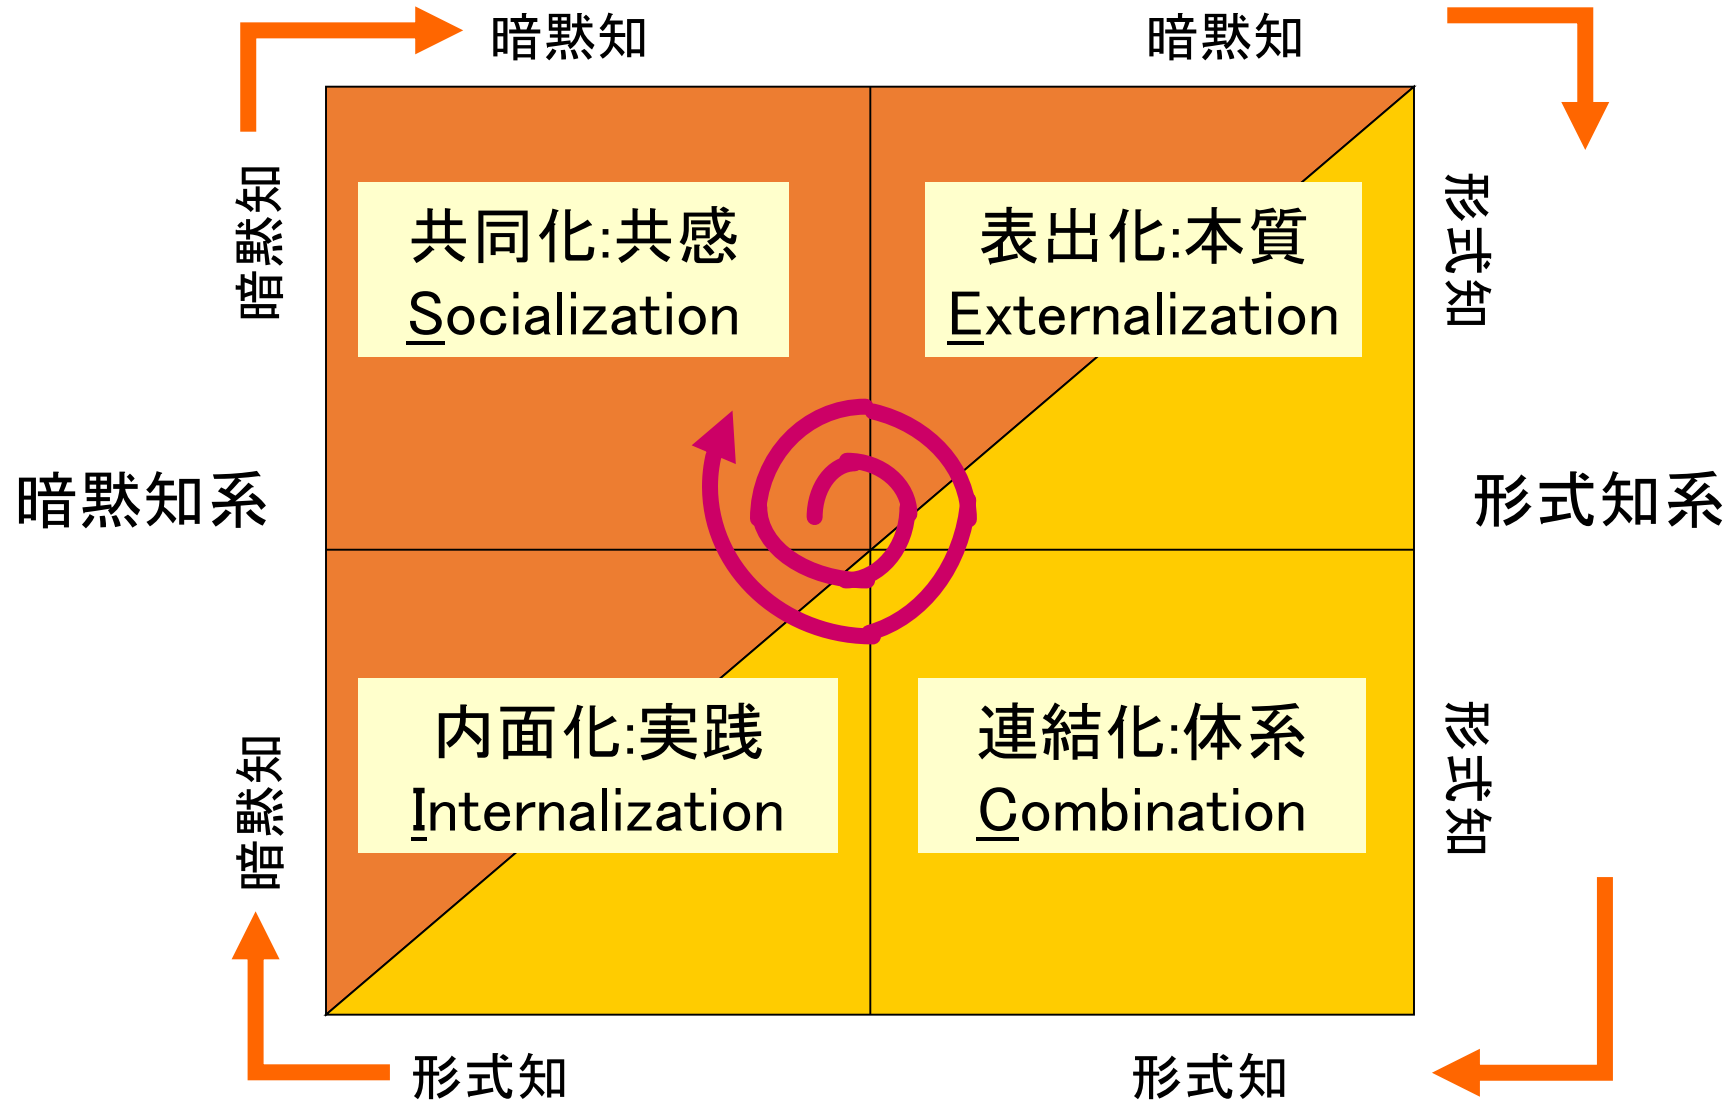 暗黙知
暗黙知
暗黙知
形式知
共同化:共感
Socialization
表出化:本質
Externalization
暗黙知系
形式知系
内面化:実践
Internalization
連結化:体系
Combination
暗黙知
形式知
形式知
形式知